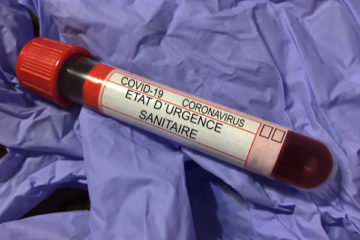 COVID-19 CORONAVIRUS
ETAT D'URGENCE
SANITAIRE